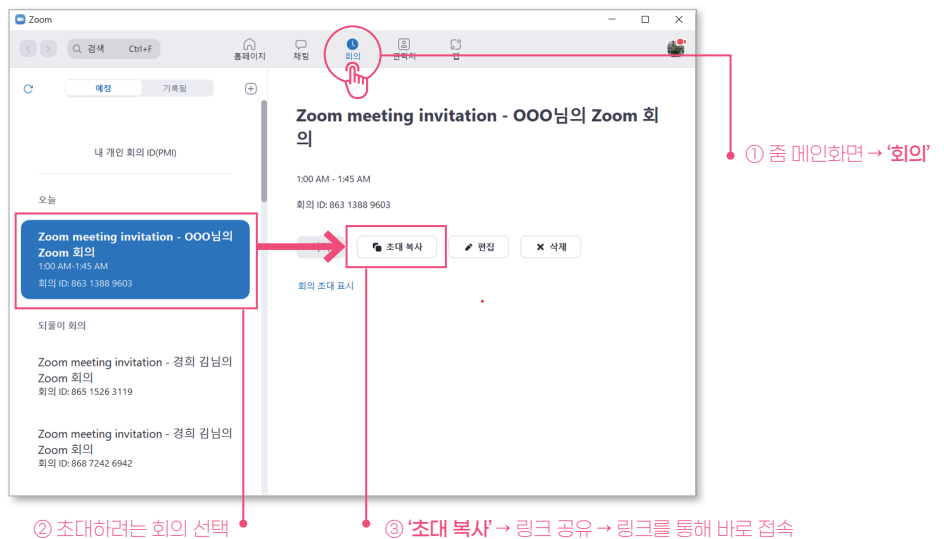 Zoom
검색 Ctrl+F
홈페이지
채팅
회의
연락처
앱
예정
기록됨
내 개인 회의 ID(PMI)
오늘
Zoom meeting invitation - OOO님의
Zoom 회의
1:00 AM-1:45 AM
회의 ID: 863 1388 9603
되풀이 회의
Zoom meeting invitation - 경희 김님의
Zoom 회의
회의 ID: 865 1526 3119
Zoom meeting invitation - 경희 김님의
Zoom 회의
회의 ID: 868 7242 6942
Zoom meeting invitation - OOO님의 Zoom 회
의
1:00 AM - 1:45 AM
회의 ID: 863 1388 9603
초대 복사
편집
삭제
회의 초대 표시
① 줌 메인화면 → ‘회의’
② 초대하려는 회의 선택
③ ‘초대 복사’ → 링크 공유 → 링크를 통해 바로 접속